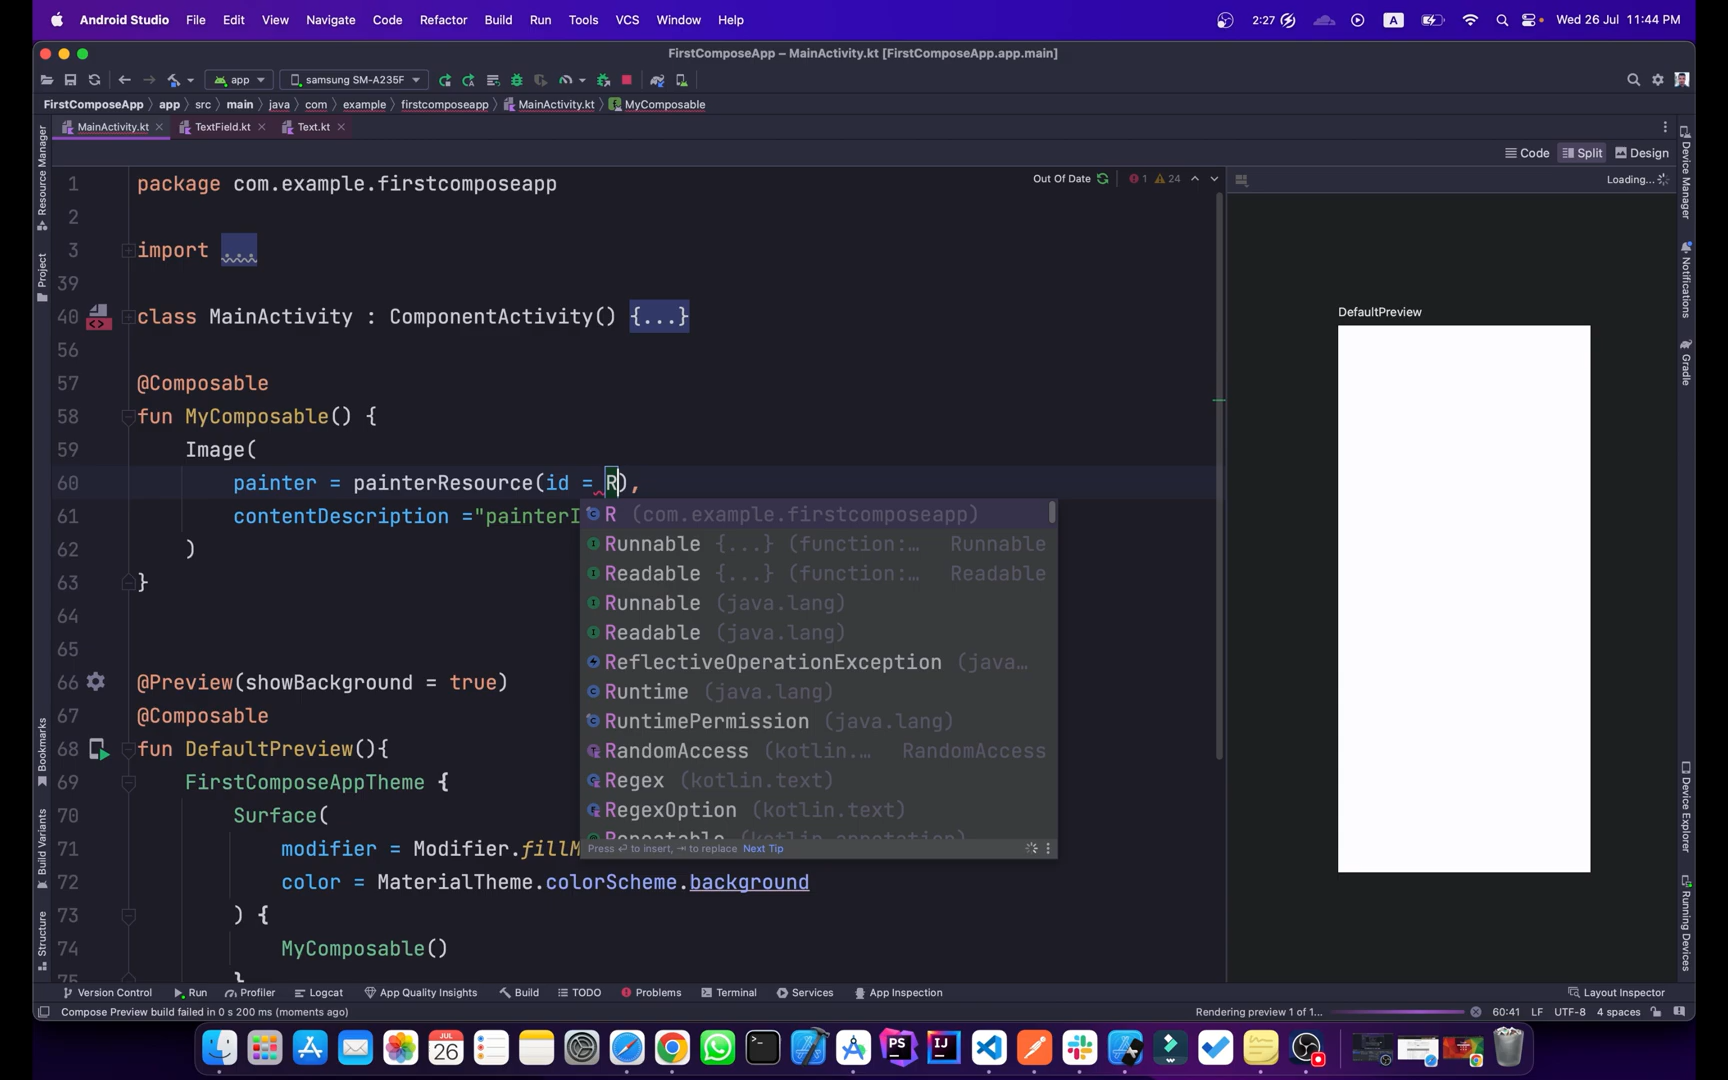 Android Studio File Edit View Navigate Code Refactor Build Run Tools VCS Window Help 2:27 A Wed 26 Jul 11:44 PM
FirstComposeApp – MainActivity.kt [FirstComposeApp.app.main]
app samsung SM-A235F
FirstComposeApp app src main java com example firstcomposeapp MainActivity.kt MyComposable
MainActivity.kt TextField.kt Text.kt
Code Split Design
Out Of Date 1 24 Loading...
1 package com.example.firstcomposeapp
2
3 import ...
39
40 class MainActivity : ComponentActivity() {...}
56
57 @Composable
58 fun MyComposable() {
59 Image(
60 painter = painterResource(id = R),
61 contentDescription ="painterI
62 )
63 }
64
65
66 @Preview(showBackground = true)
67 @Composable
68 fun DefaultPreview(){
69 FirstComposeAppTheme {
70 Surface(
71 modifier = Modifier.fillM
72 color = MaterialTheme.colorScheme.background
73 ) {
74 MyComposable()
75 }
R (com.example.firstcomposeapp)
Runnable {...} (function:… Runnable
Readable {...} (function:… Readable
Runnable (java.lang)
Readable (java.lang)
ReflectiveOperationException (java…
Runtime (java.lang)
RuntimePermission (java.lang)
RandomAccess (kotlin.… RandomAccess
Regex (kotlin.text)
RegexOption (kotlin.text)
Repeatable (kotlin.annotation)
Press ⏎ to insert, ⇥ to replace Next Tip
DefaultPreview
Resource Manager
Project
Bookmarks
Build Variants
Structure
Device Manager
Notifications
Gradle
Device Explorer
Running Devices
Version Control Run Profiler Logcat App Quality Insights Build TODO Problems Terminal Services App Inspection Layout Inspector
Compose Preview build failed in 0 s 200 ms (moments ago) Rendering preview 1 of 1... 60:41 LF UTF-8 4 spaces
JUL
26
PS
IJ